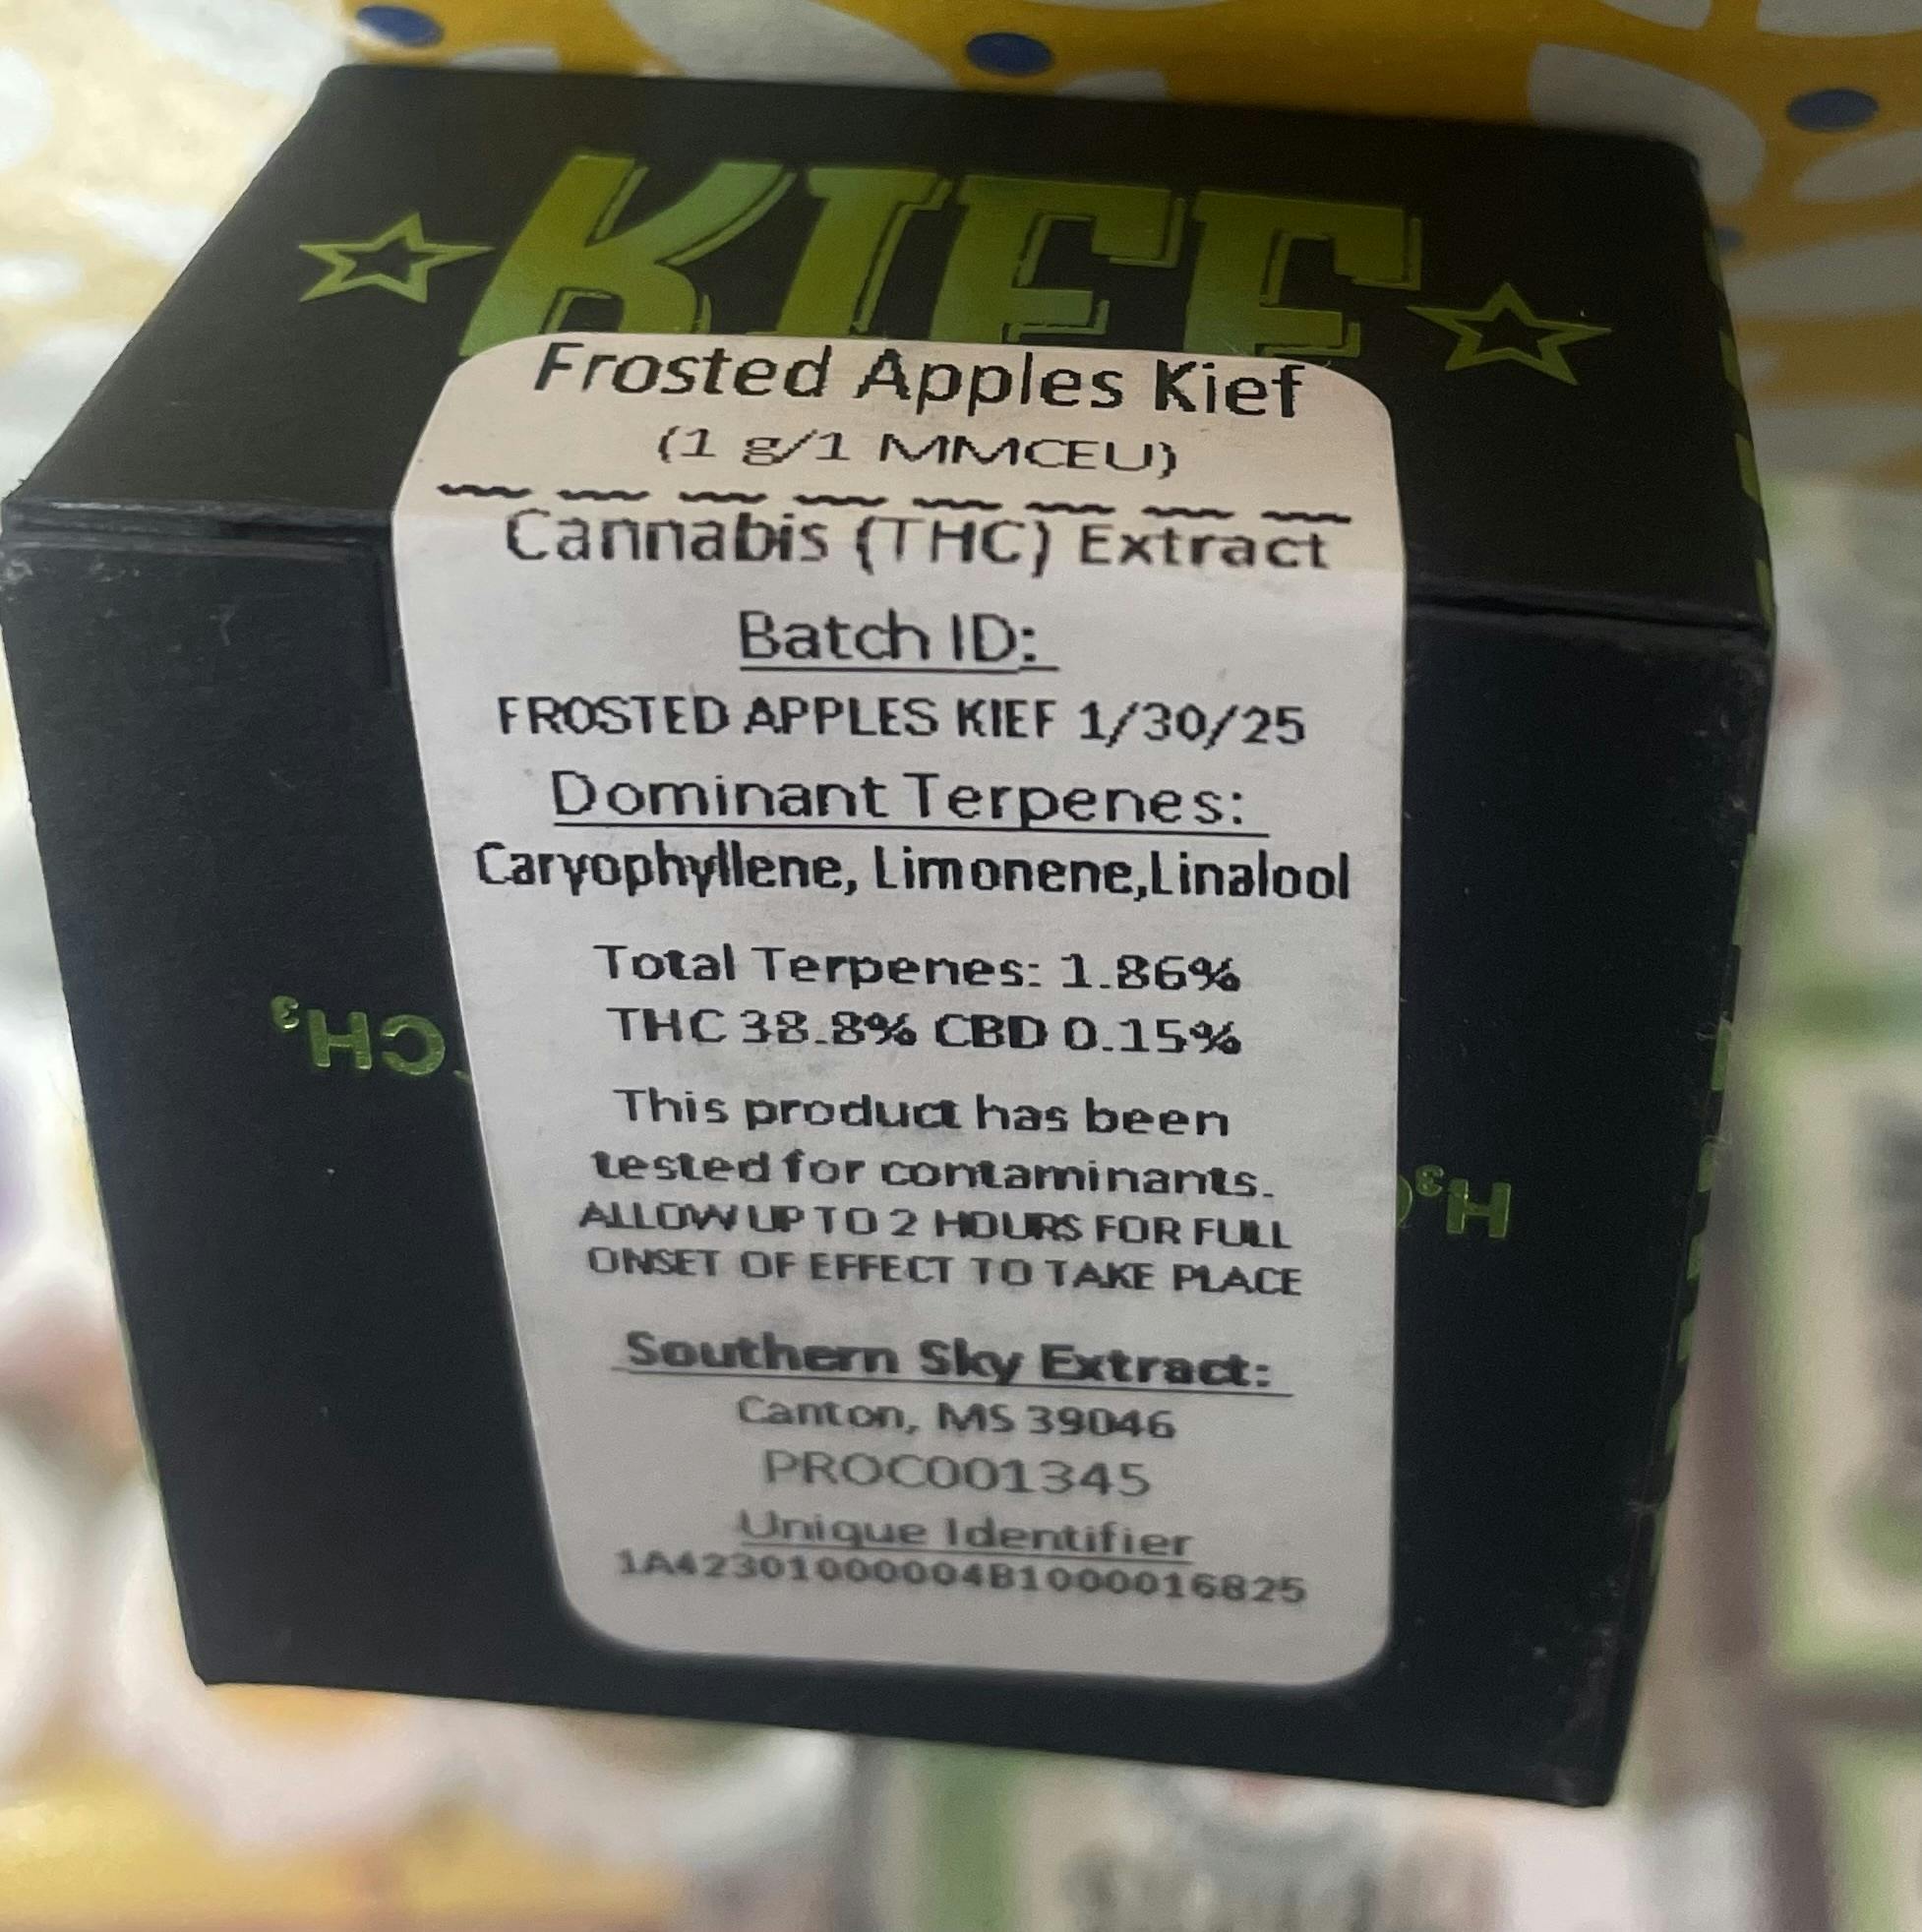 KIEF
Frosted Apples Kief
(1 g/1 MMCEU)
Cannabis (THC) Extract
Batch ID:
FROSTED APPLES KIEF 1/30/25
Dominant Terpenes:
Caryophyllene, Limonene,Linalool
Total Terpenes: 1.86%
THC 38.8% CBD 0.15%
This product has been
tested for contaminants.
ALLOW UP TO 2 HOURS FOR FULL
ONSET OF EFFECT TO TAKE PLACE
Southern Sky Extract:
Canton, MS 39046
PROC001345
Unique Identifier
1A42301000004B1000016825
CH₃
H₃C